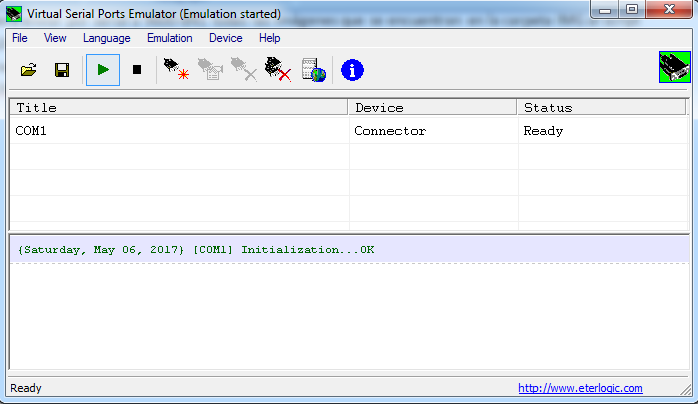 Virtual Serial Ports Emulator (Emulation started)
File View Language Emulation Device Help
Title Device Status
COM1 Connector Ready
{Saturday, May 06, 2017} [COM1] Initialization...OK
Ready http://www.eterlogic.com